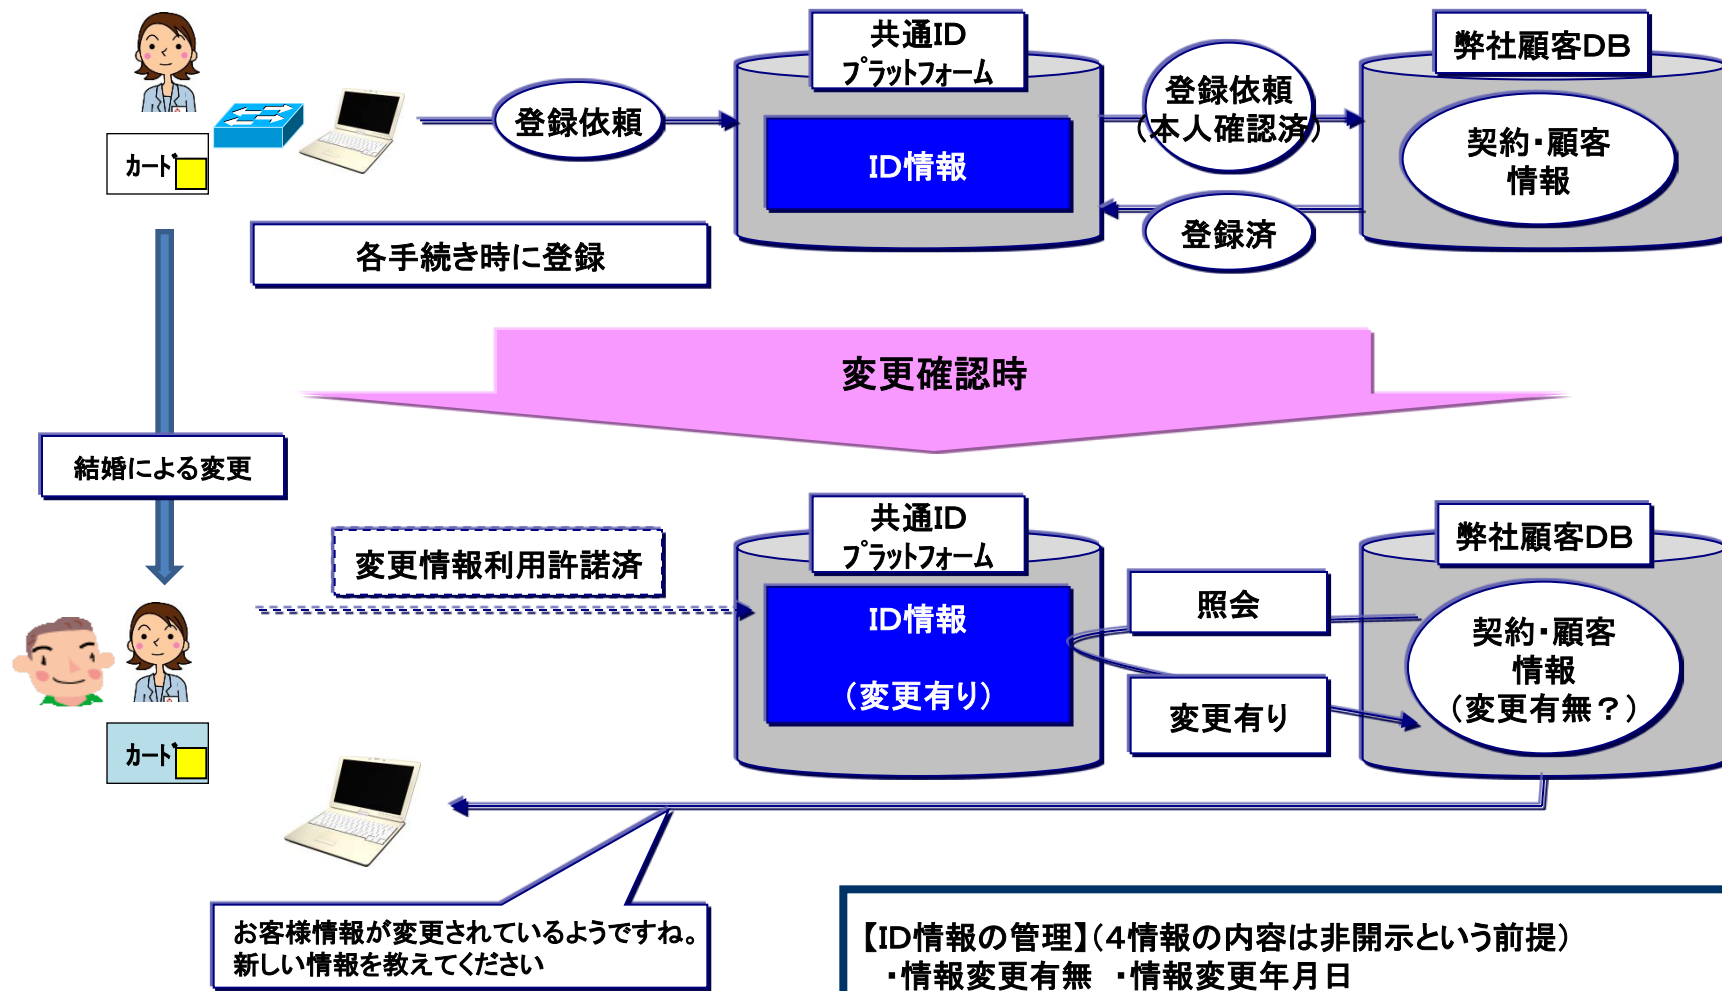 共通ID
プラットフォーム
弊社顧客DB
登録依頼
登録依頼
(本人確認済)
ID情報
契約・顧客
情報
カード
登録済
各手続き時に登録
変更確認時
結婚による変更
共通ID
プラットフォーム
弊社顧客DB
変更情報利用許諾済
ID情報
(変更有り)
照会
変更有り
契約・顧客
情報
(変更有無?)
カード
お客様情報が変更されているようですね。
新しい情報を教えてください
【ID情報の管理】(4情報の内容は非開示という前提)
・情報変更有無 ・情報変更年月日